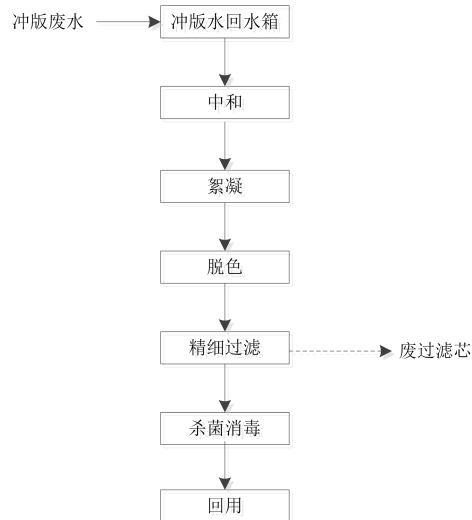 冲版废水
冲版水回水箱
中和
絮凝
脱色
精细过滤
废过滤芯
杀菌消毒
回用